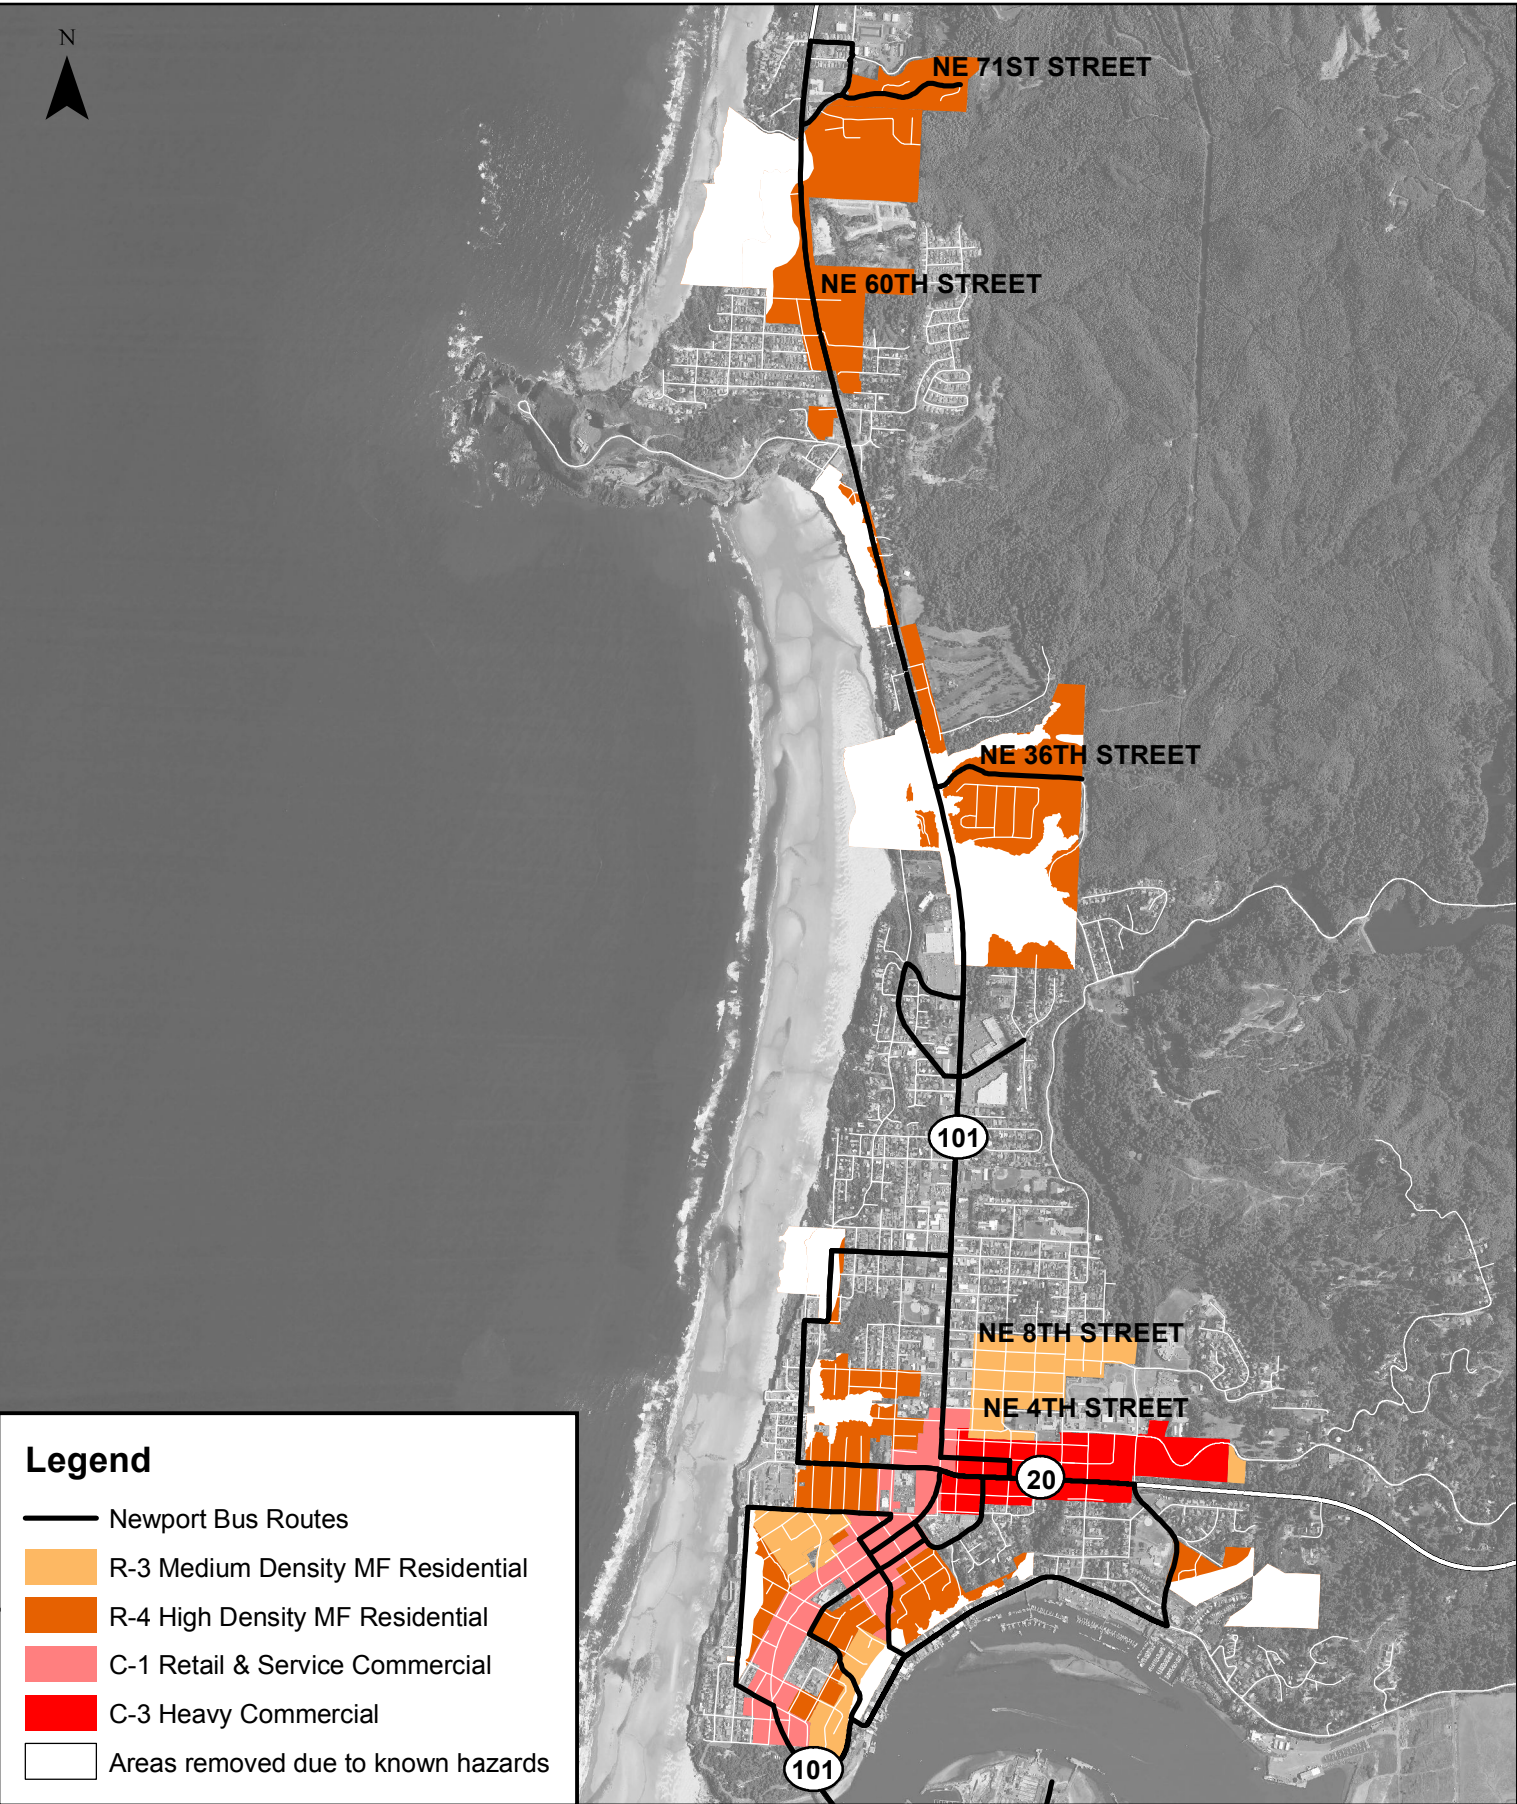 N
NE 71ST STREET
NE 60TH STREET
NE 36TH STREET
101
NE 8TH STREET
NE 4TH STREET
20
101
Legend
Newport Bus Routes
R-3 Medium Density MF Residential
R-4 High Density MF Residential
C-1 Retail & Service Commercial
C-3 Heavy Commercial
Areas removed due to known hazards